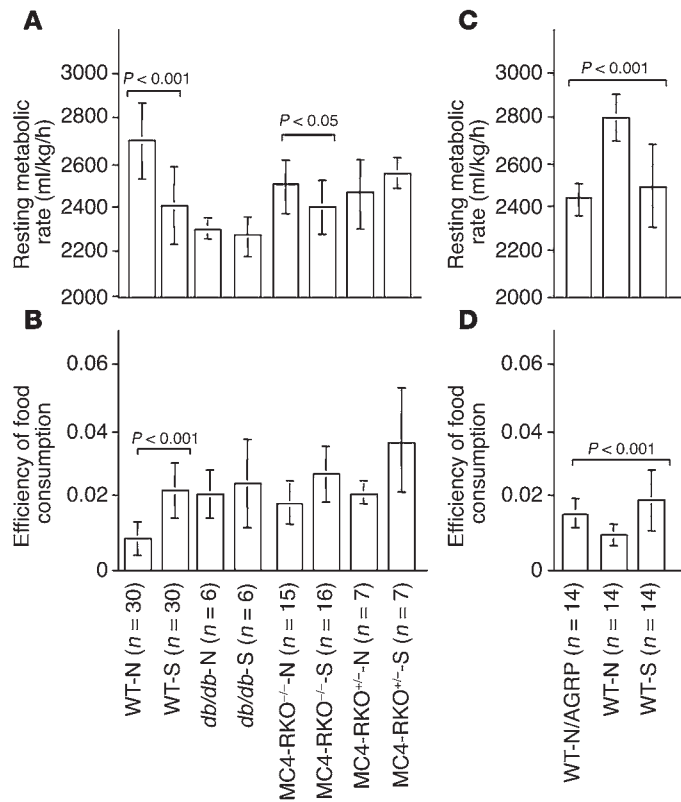 A
C
3000
P < 0.001
2800
P < 0.05
2600
2400
2200
2000
Resting metabolic
rate (ml/kg/h)
3000
P < 0.001
2800
2600
2400
2200
2000
Resting metabolic
rate (ml/kg/h)
B
D
0.06
0.04
P < 0.001
0.02
0
Efficiency of food
consumption
0.06
0.04
P < 0.001
0.02
0
Efficiency of food
consumption
WT-N (n = 30)
WT-S (n = 30)
db/db-N (n = 6)
db/db-S (n = 6)
MC4-RKO−/−-N (n = 15)
MC4-RKO−/−-S (n = 16)
MC4-RKO+/−-N (n = 7)
MC4-RKO+/−-S (n = 7)
WT-N/AGRP (n = 14)
WT-N (n = 14)
WT-S (n = 14)